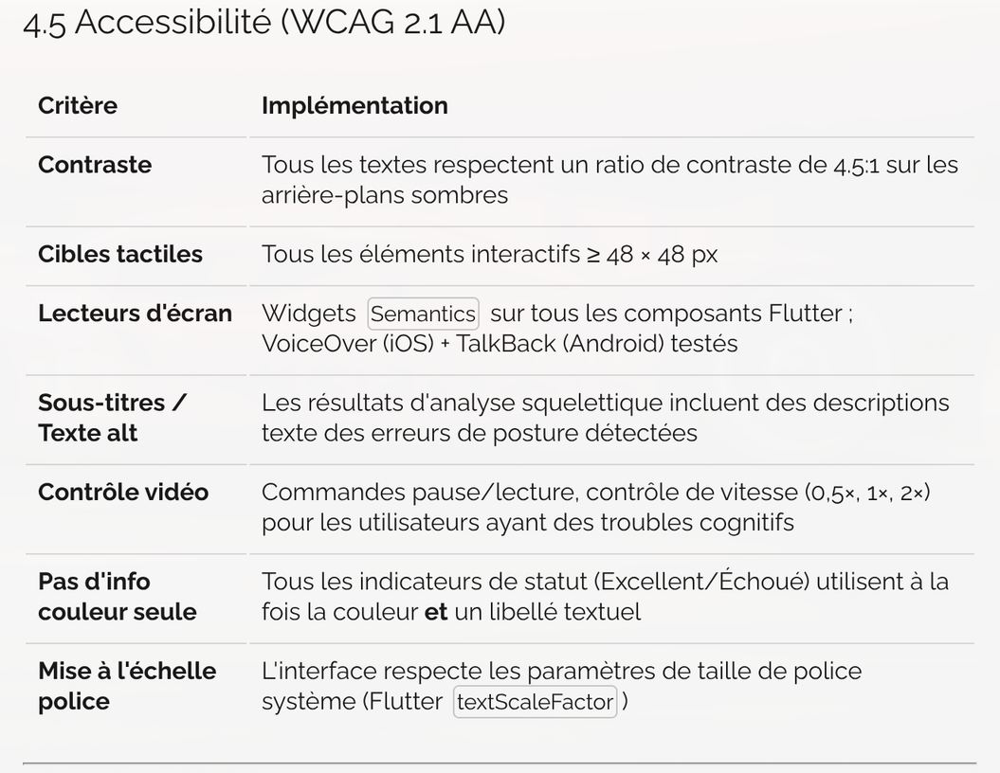 4.5 Accessibilité (WCAG 2.1 AA)
Critère
Implémentation
Contraste
Tous les textes respectent un ratio de contraste de 4.5:1 sur les
arrière-plans sombres
Cibles tactiles
Tous les éléments interactifs ≥ 48 × 48 px
Lecteurs d'écran
Widgets Semantics sur tous les composants Flutter ;
VoiceOver (iOS) + TalkBack (Android) testés
Sous-titres /
Texte alt
Les résultats d'analyse squelettique incluent des descriptions
texte des erreurs de posture détectées
Contrôle vidéo
Commandes pause/lecture, contrôle de vitesse (0,5×, 1×, 2×)
pour les utilisateurs ayant des troubles cognitifs
Pas d'info
couleur seule
Tous les indicateurs de statut (Excellent/Échoué) utilisent à la
fois la couleur et un libellé textuel
Mise à l'échelle
police
L'interface respecte les paramètres de taille de police
système (Flutter textScaleFactor )